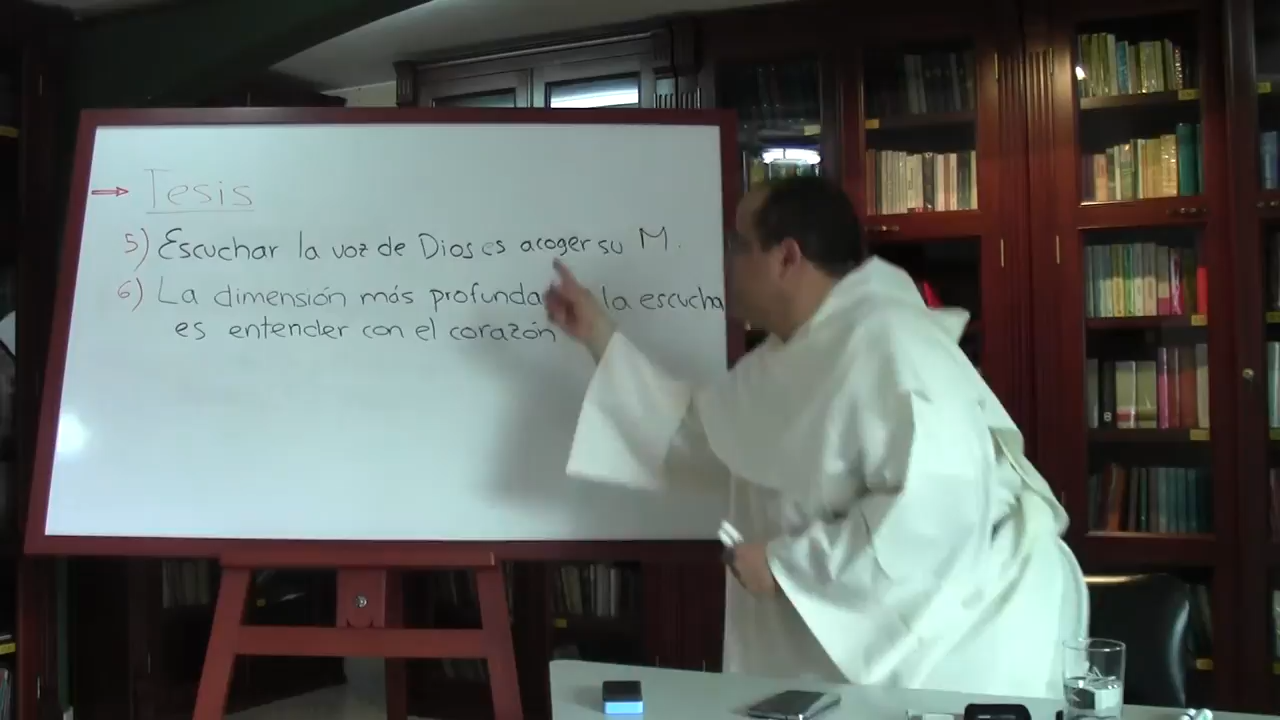 Tesis
5) Escuchar la voz de Dios es acoger su M.
6) La dimensión más profunda la escucha
es entender con el corazón